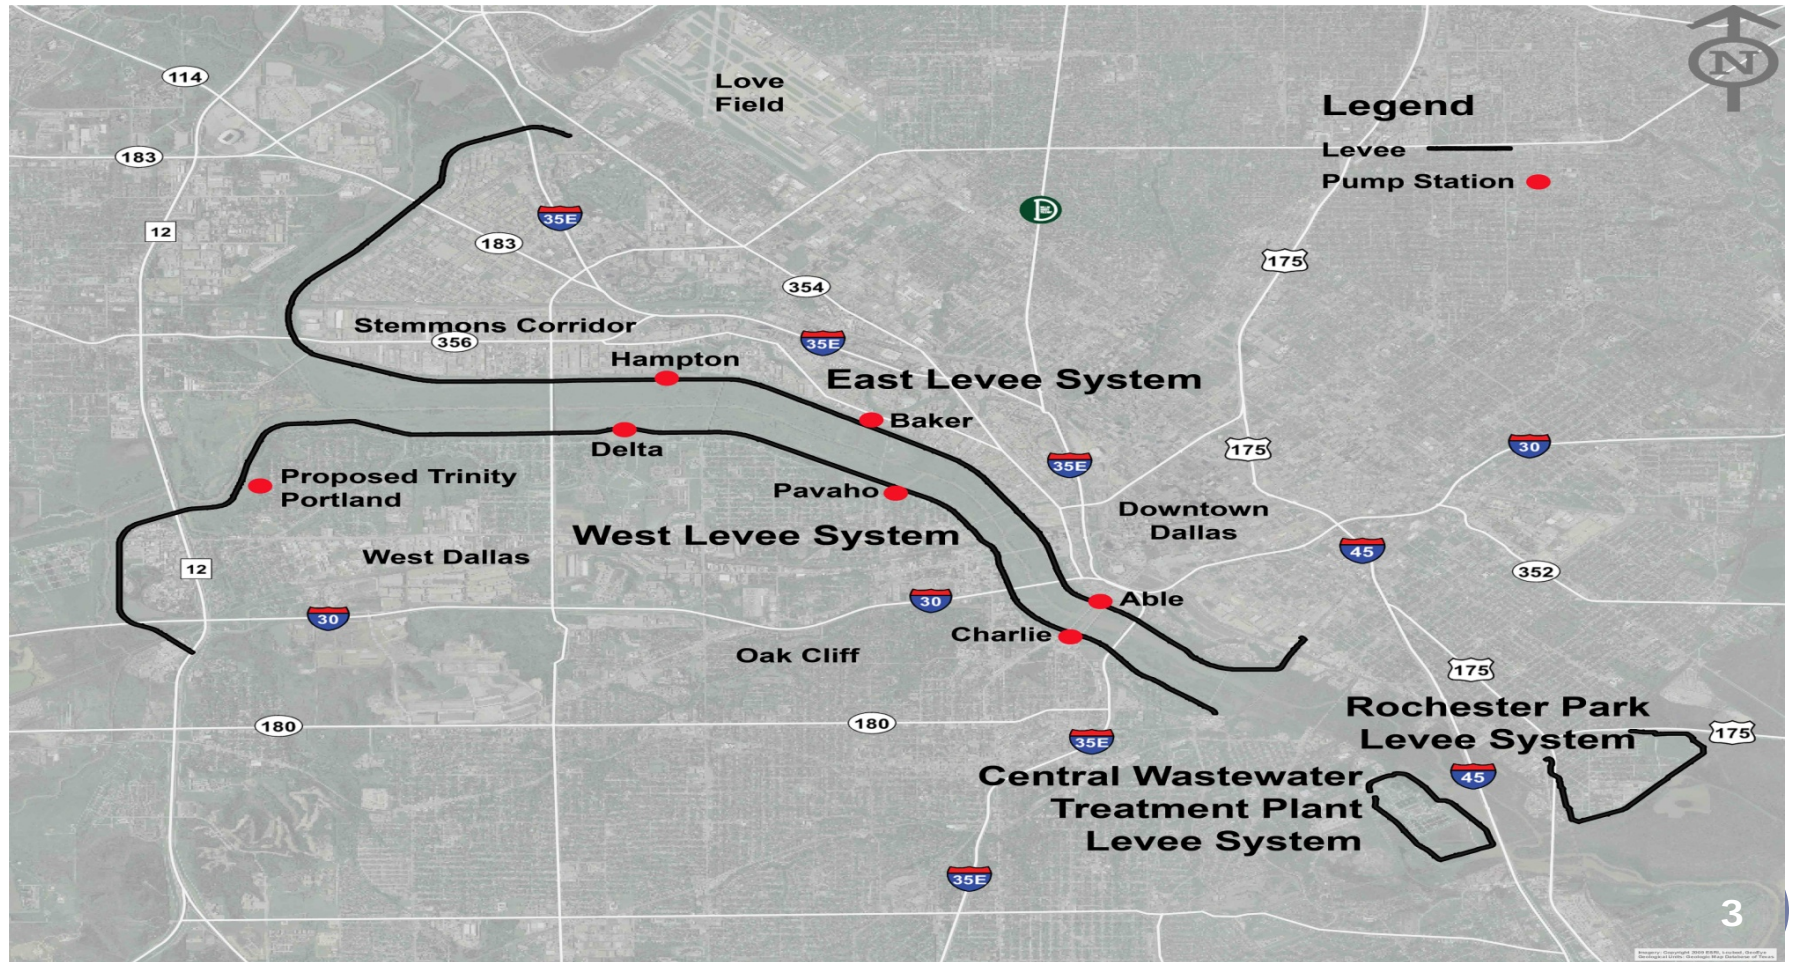 114
Love
Field
N
Legend
Levee
Pump Station
183
12
35E
183
175
354
Stemmons Corridor
356
35E
Hampton
East Levee System
Baker
Delta
175
30
35E
Proposed Trinity
Portland
Pavaho
Downtown
Dallas
West Levee System
West Dallas
45
12
352
30
30
Able
Charlie
Oak Cliff
175
180
180
Rochester Park
Levee System
175
35E
45
Central Wastewater
Treatment Plant
Levee System
35E
3